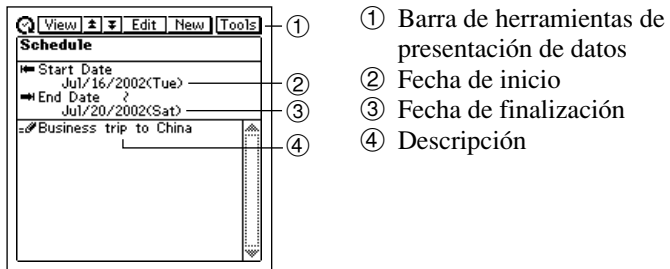 View Edit New Tools ①
Schedule
Start Date
Jul/16/2002(Tue) ②
End Date
Jul/20/2002(Sat) ③
Business trip to China
④
① Barra de herramientas de
presentación de datos
② Fecha de inicio
③ Fecha de finalización
④ Descripción